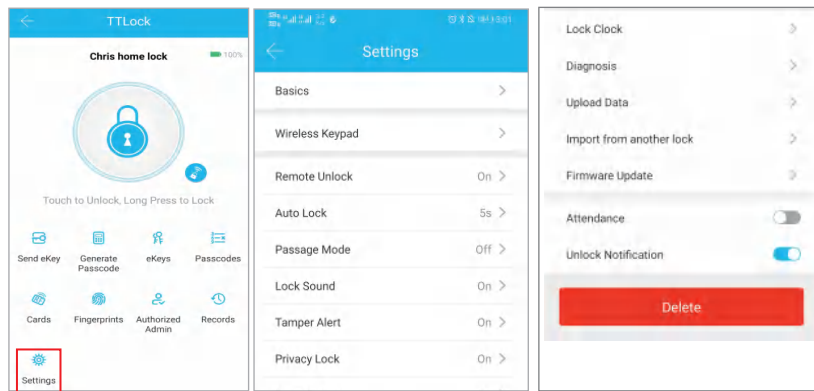 TTLock
Chris home lock
100%
Touch to Unlock, Long Press to Lock
Send eKey
Generate
Passcode
eKeys
Passcodes
Cards
Fingerprints
Authorized
Admin
Records
Settings
Settings
Basics
Wireless Keypad
Remote Unlock On
Auto Lock 5s
Passage Mode Off
Lock Sound On
Tamper Alert On
Privacy Lock On
Lock Clock
Diagnosis
Upload Data
Import from another lock
Firmware Update
Attendance
Unlock Notification
Delete